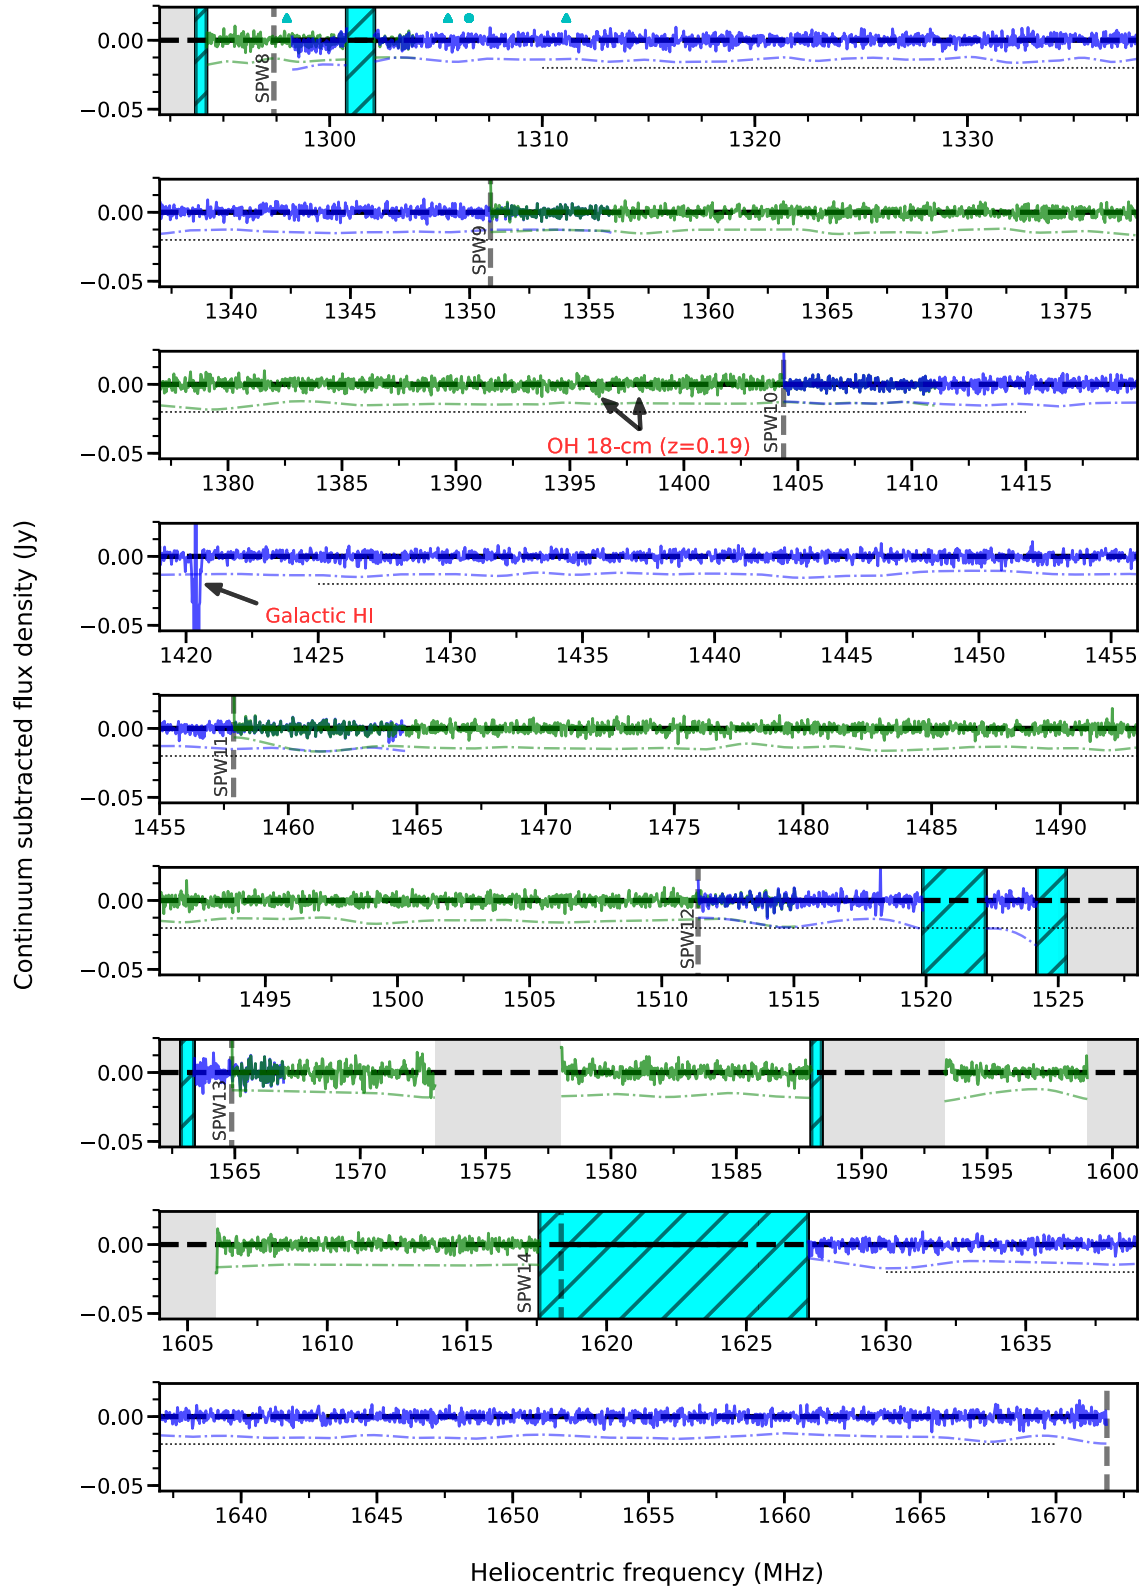 0.00
−0.05
SPW8
1300 1310 1320 1330
0.00
−0.05
SPW9
1340 1345 1350 1355 1360 1365 1370 1375
0.00
−0.05
OH 18-cm (z=0.19)
SPW10
1380 1385 1390 1395 1400 1405 1410 1415
Continuum subtracted flux density (Jy)
0.00
−0.05
Galactic HI
1420 1425 1430 1435 1440 1445 1450 1455
0.00
−0.05
SPW11
1455 1460 1465 1470 1475 1480 1485 1490
0.00
−0.05
SPW12
1495 1500 1505 1510 1515 1520 1525
0.00
−0.05
SPW13
1565 1570 1575 1580 1585 1590 1595 1600
0.00
−0.05
SPW14
1605 1610 1615 1620 1625 1630 1635
0.00
−0.05
1640 1645 1650 1655 1660 1665 1670
Heliocentric frequency (MHz)